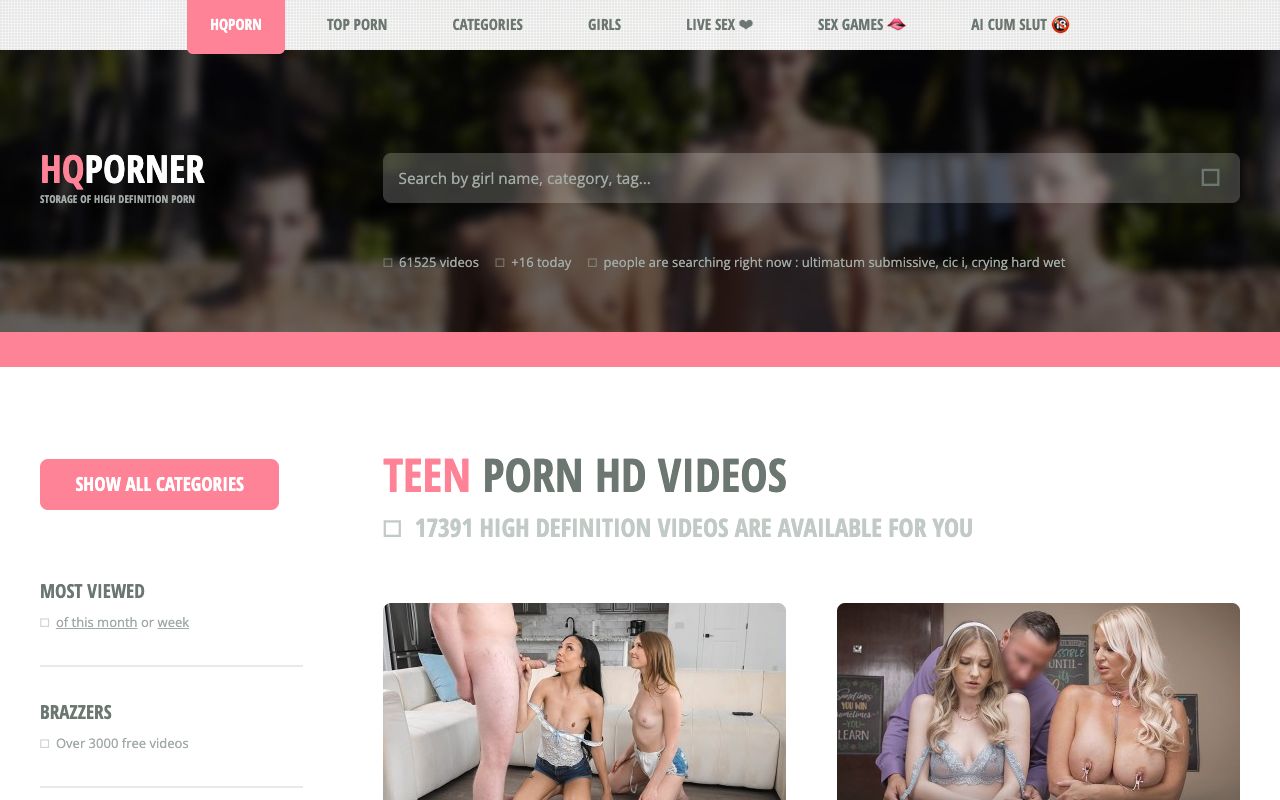 HQPORN
TOP PORN
CATEGORIES
GIRLS
LIVE SEX ❤
SEX GAMES 🫦
AI CUM SLUT 🔞
HQPORNER
STORAGE OF HIGH DEFINITION PORN
Search by girl name, category, tag...
61525 videos
+16 today
people are searching right now : ultimatum submissive, cic i, crying hard wet
SHOW ALL CATEGORIES
TEEN PORN HD VIDEOS
17391 HIGH DEFINITION VIDEOS ARE AVAILABLE FOR YOU
MOST VIEWED
of this month or week
BRAZZERS
Over 3000 free videos
Sometimes
YOU WIN
sometimes
YOU
LEARN
UNTIL